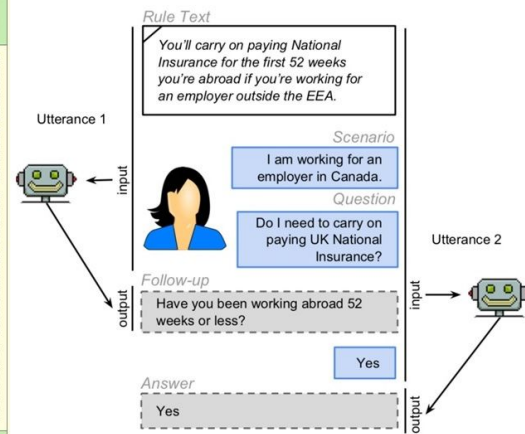 Rule Text
You'll carry on paying National
Insurance for the first 52 weeks
you're abroad if you're working for
an employer outside the EEA.
Utterance 1
input
Scenario
I am working for an
employer in Canada.
Question
Do I need to carry on
paying UK National
Insurance?
Utterance 2
Follow-up
output
Have you been working abroad 52
weeks or less?
input
Yes
Answer
Yes
output